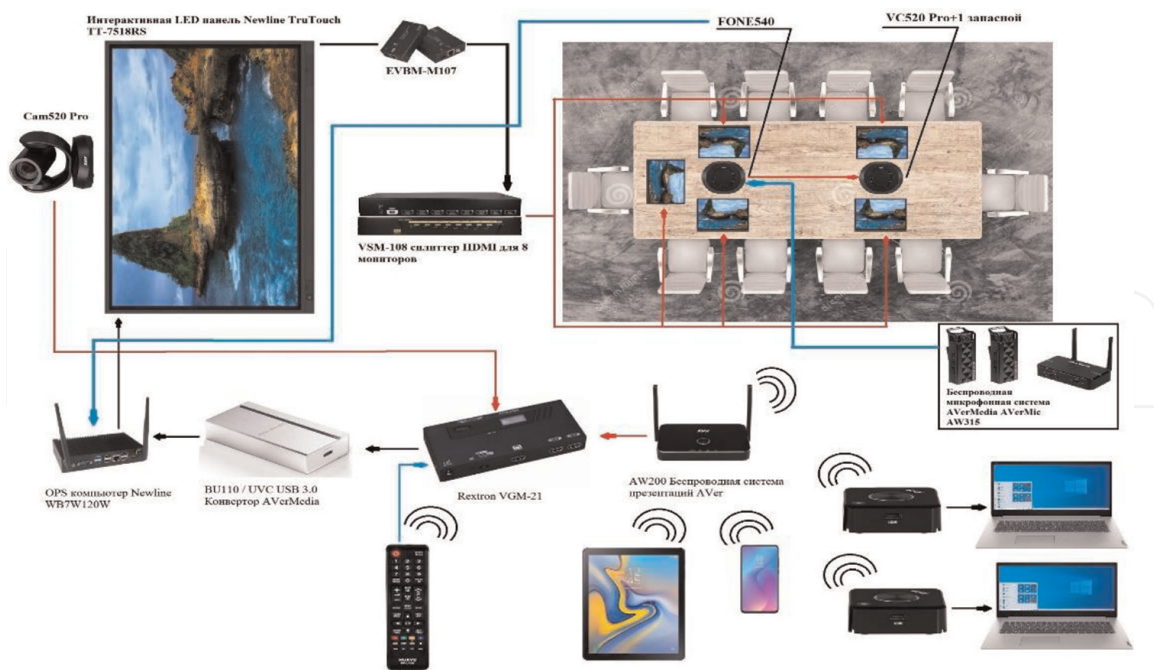 Интерактивная LED панель Newline TruTouch
TT-7518RS
FONE540
VC520 Pro+1 запасной
EVBM-M107
Cam520 Pro
VSM-108 сплиттер HDMI для 8
мониторов
Беспроводная
микрофонная система
AVerMedia AVerMic
AW315
OPS компьютер Newline
WB7W120W
BU110 / UVC USB 3.0
Конвертор AVerMedia
Rextron VGM-21
AW200 Беспроводная система
презентаций AVer